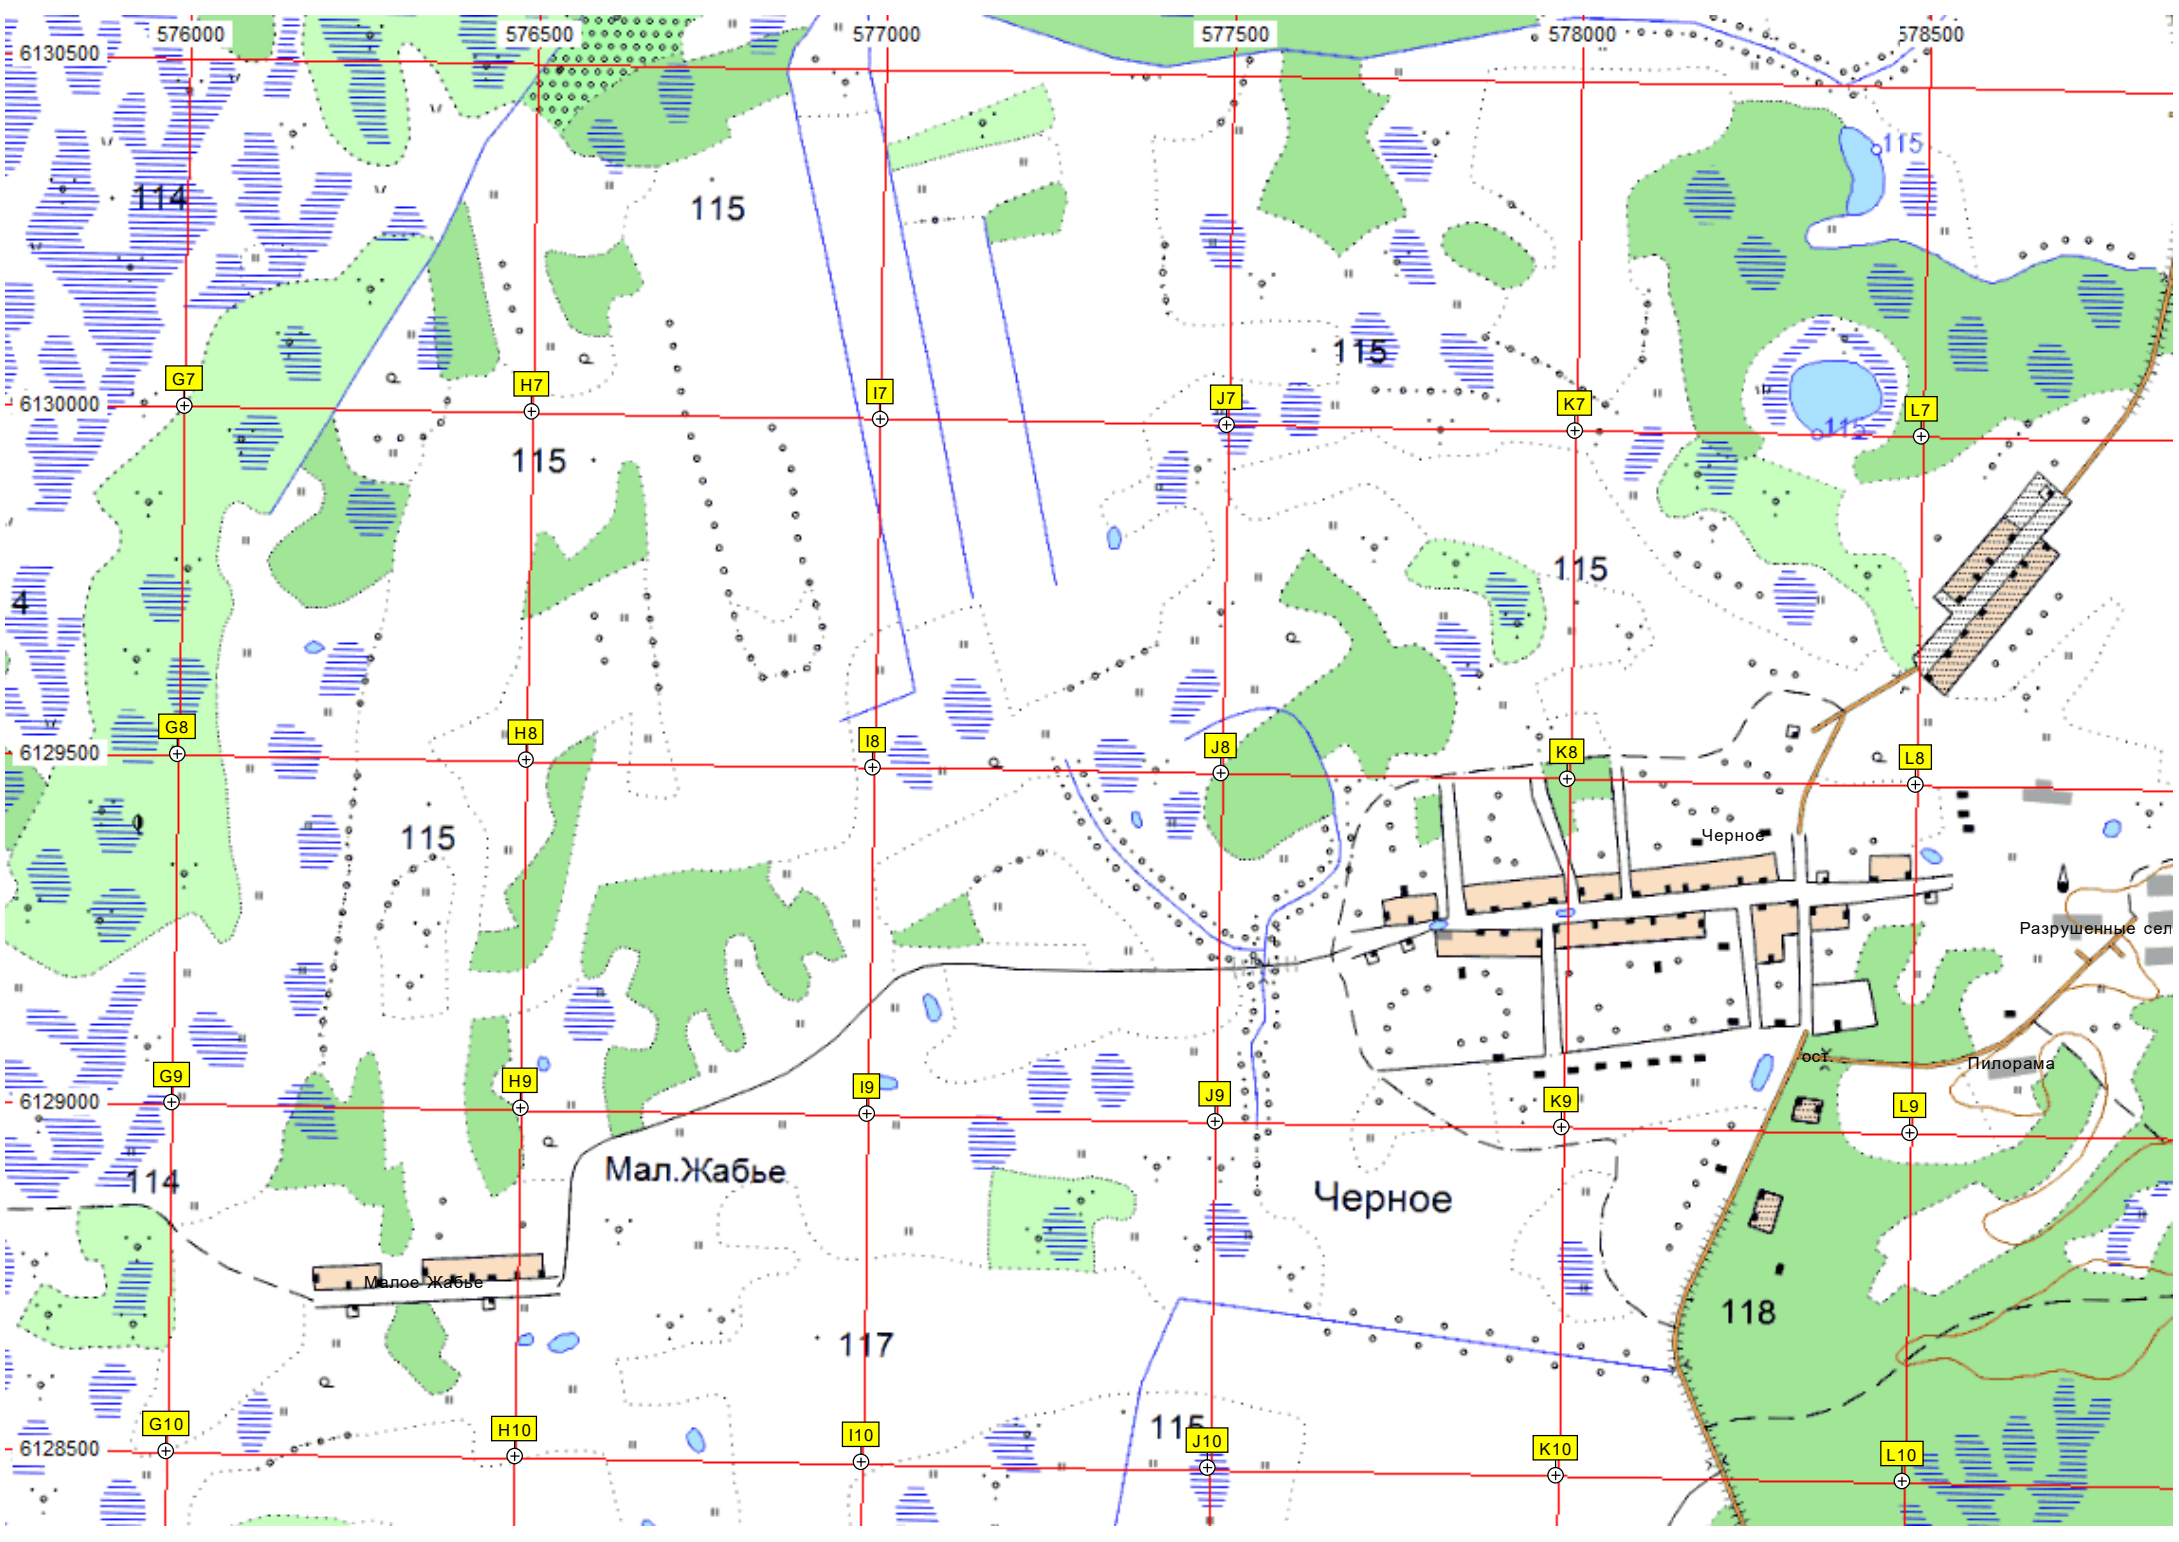 576000 576500 577000 577500 578000 578500
6130500
115
114
115
115
G7 H7 I7 J7 K7 L7
6130000
115
115
115
4
G8 H8 I8 J8 K8 L8
6129500
Черное
115
Разрушенные сел
ост.
Пилорама
G9 H9 I9 J9 K9 L9
6129000
Мал.Жабье
114
Черное
Малое Жабье
118
117
115
G10 H10 I10 J10 K10 L10
6128500